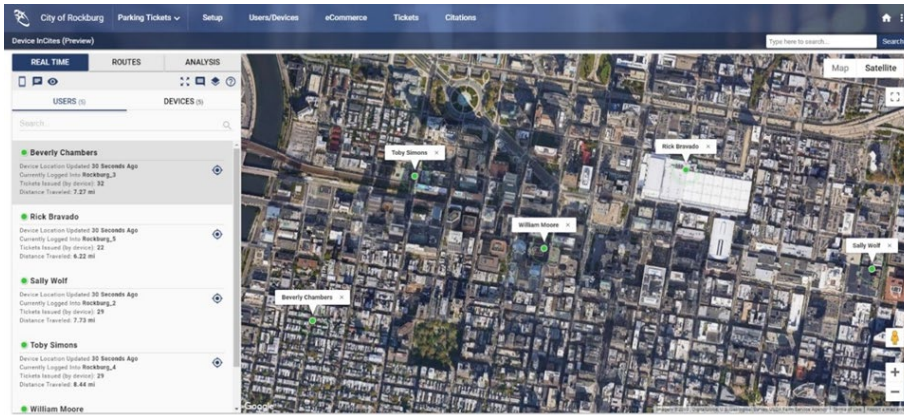 City of Rockburg
Parking Tickets
Setup
Users/Devices
eCommerce
Tickets
Citations
Device InCites (Preview)
Type here to search...
Search
REAL TIME
ROUTES
ANALYSIS
USERS (5)
DEVICES (5)
Search...
Beverly Chambers
Device Location Updated 30 Seconds Ago
Currently Logged Into Rockburg_3
Tickets Issued (by device): 32
Distance Traveled: 7.27 mi
Rick Bravado
Device Location Updated 30 Seconds Ago
Currently Logged Into Rockburg_5
Tickets Issued (by device): 22
Distance Traveled: 6.22 mi
Sally Wolf
Device Location Updated 30 Seconds Ago
Currently Logged Into Rockburg_2
Tickets Issued (by device): 29
Distance Traveled: 7.73 mi
Toby Simons
Device Location Updated 30 Seconds Ago
Currently Logged Into Rockburg_4
Tickets Issued (by device): 29
Distance Traveled: 8.44 mi
William Moore
Map
Satellite
Toby Simons ×
Rick Bravado ×
William Moore ×
Sally Wolf ×
Beverly Chambers ×
Google
Terms of Use